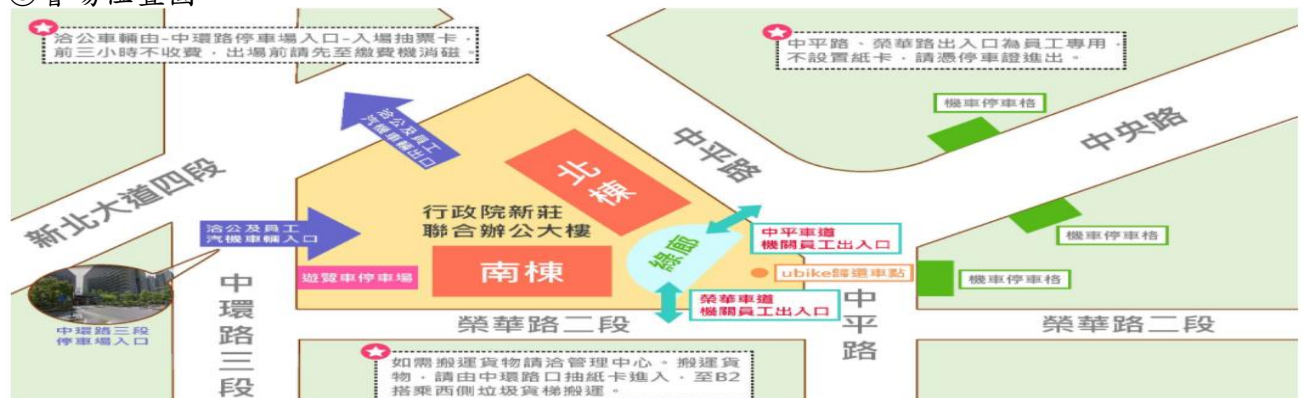 洽公車輛由-中環路停車場入口-入場抽票卡，
前三小時不收費，出場前請先至繳費機消磁。
中平路、榮華路出入口為員工專用，
不設置紙卡，請憑停車證進出。
機車停車格
中央路
中平路
洽公及員工
汽機車輛出口
北棟
新北大道四段
洽公及員工
汽機車輛入口
行政院新莊
聯合辦公大樓
綠廊
中平車道
機關員工出入口
機車停車格
遊覽車停車場
南棟
ubike歸還車點
機車停車格
中環路三段
停車場入口
中環路三段
榮華車道
機關員工出入口
榮華路二段
中平路
榮華路二段
如需搬運貨物請洽管理中心。搬運貨
物，請由中環路口抽紙卡進入，至B2
搭乘西側垃圾貨梯搬運。